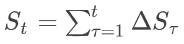 $S_t = \sum_{\tau=1}^{t} \Delta S_\tau$